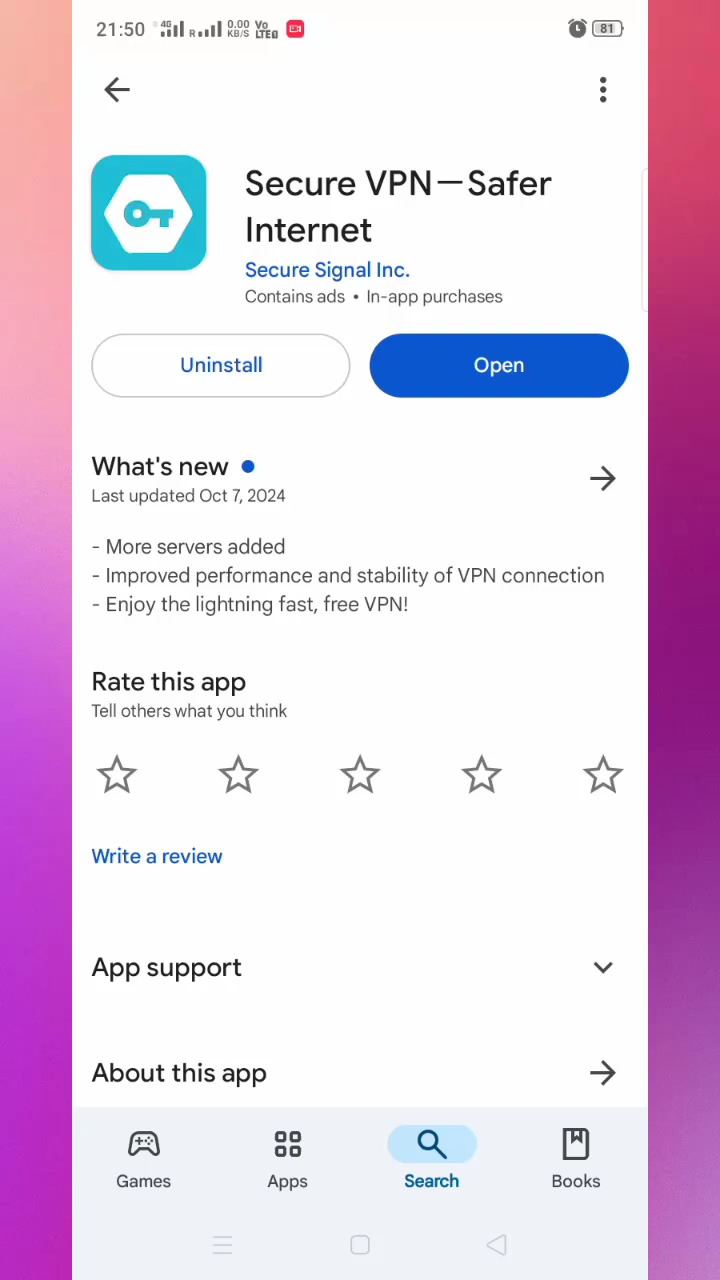 21:50 4G R 0.00 KB/S Vo LTE 81
Secure VPN—Safer
Internet
Secure Signal Inc.
Contains ads • In-app purchases
Uninstall
Open
What's new
Last updated Oct 7, 2024
- More servers added
- Improved performance and stability of VPN connection
- Enjoy the lightning fast, free VPN!
Rate this app
Tell others what you think
Write a review
App support
About this app
Games
Apps
Search
Books